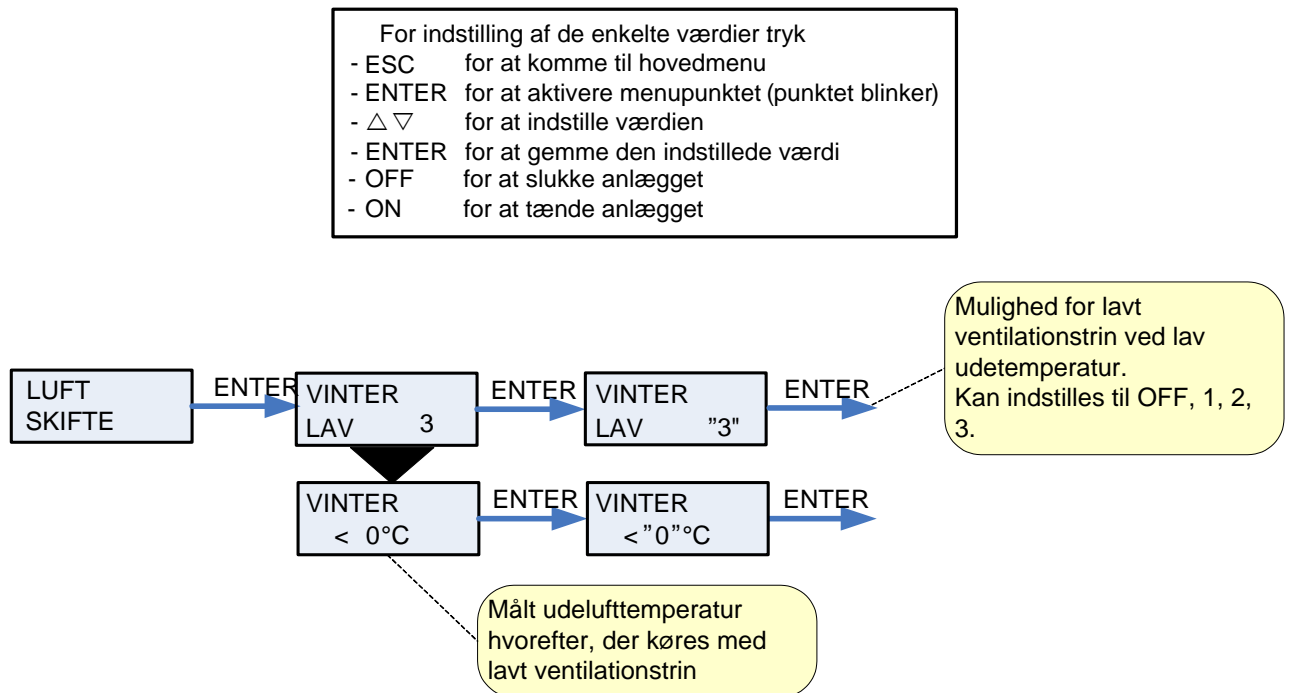 For indstilling af de enkelte værdier tryk
- ESC for at komme til hovedmenu
- ENTER for at aktivere menupunktet (punktet blinker)
- △ ▽ for at indstille værdien
- ENTER for at gemme den indstillede værdi
- OFF for at slukke anlægget
- ON for at tænde anlægget
LUFT
SKIFTE
ENTER
VINTER
LAV 3
ENTER
VINTER
LAV ”3"
ENTER
Mulighed for lavt
ventilationstrin ved lav
udetemperatur.
Kan indstilles til OFF, 1, 2,
3.
VINTER
< 0°C
ENTER
VINTER
<”0”°C
ENTER
Målt udelufttemperatur
hvorefter, der køres med
lavt ventilationstrin